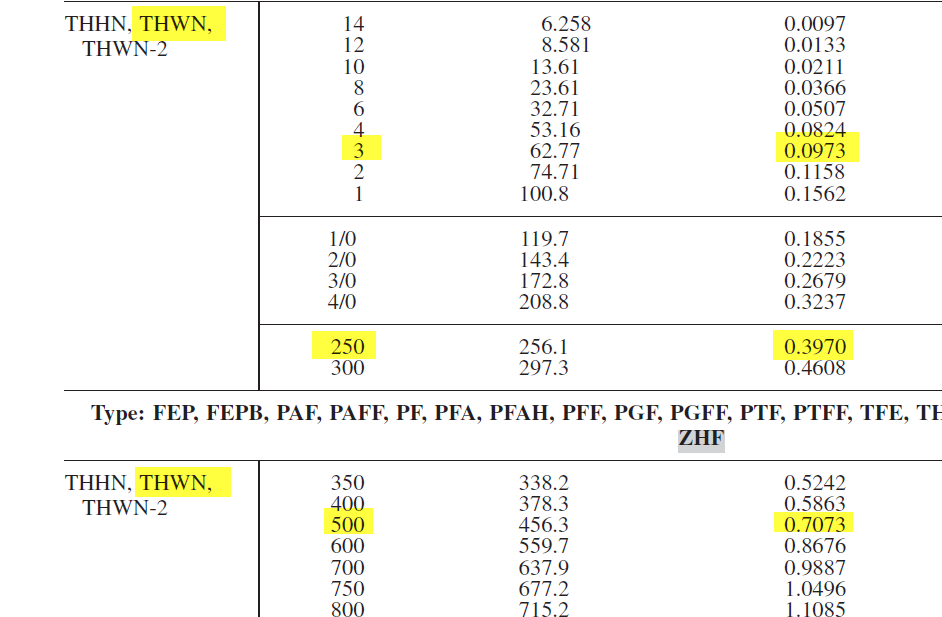 THHN, THWN, 14 6.258 0.0097
THWN-2 12 8.581 0.0133
10 13.61 0.0211
8 23.61 0.0366
6 32.71 0.0507
4 53.16 0.0824
3 62.77 0.0973
2 74.71 0.1158
1 100.8 0.1562
1/0 119.7 0.1855
2/0 143.4 0.2223
3/0 172.8 0.2679
4/0 208.8 0.3237
250 256.1 0.3970
300 297.3 0.4608
Type: FEP, FEPB, PAF, PAFF, PF, PFA, PFAH, PFF, PGF, PGFF, PTF, PTFF, TFE,
ZHF
THHN, THWN, 350 338.2 0.5242
THWN-2 400 378.3 0.5863
500 456.3 0.7073
600 559.7 0.8676
700 637.9 0.9887
750 677.2 1.0496
800 715.2 1.1085